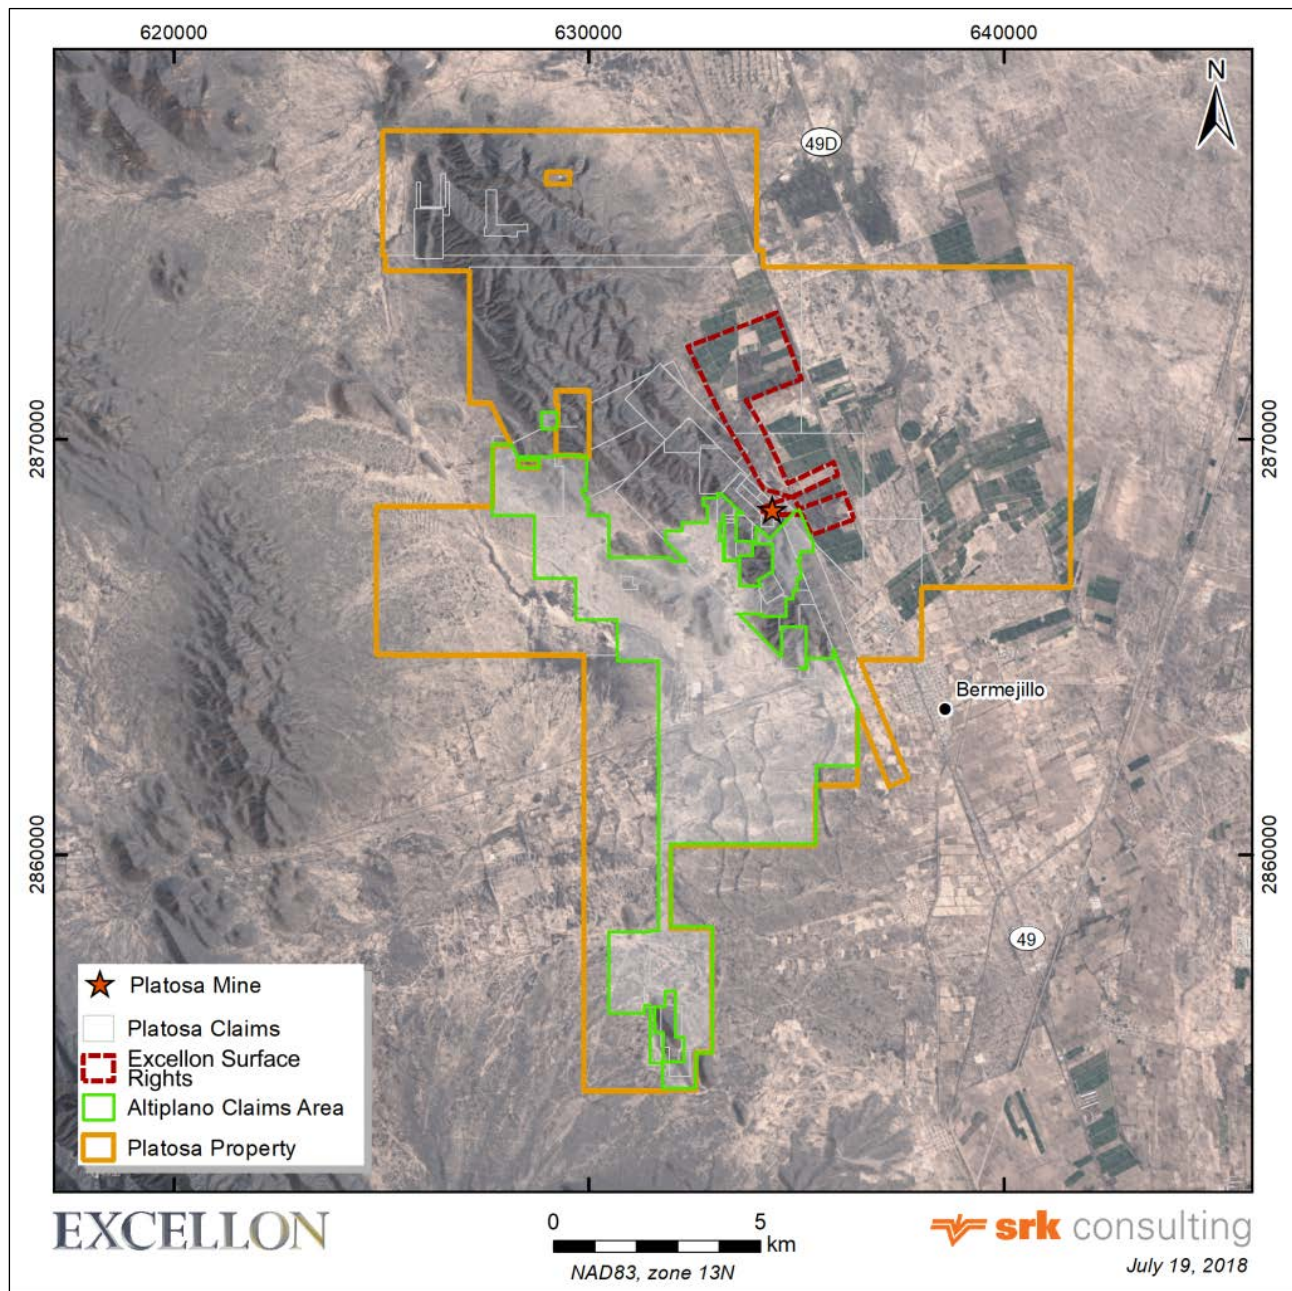 620000
630000
640000
N
49D
2870000
2870000
Bermejillo
2860000
2860000
49
Platosa Mine
Platosa Claims
Excellon Surface
Rights
Altiplano Claims Area
Platosa Property
EXCELLON
0
5
km
NAD83, zone 13N
srk consulting
July 19, 2018